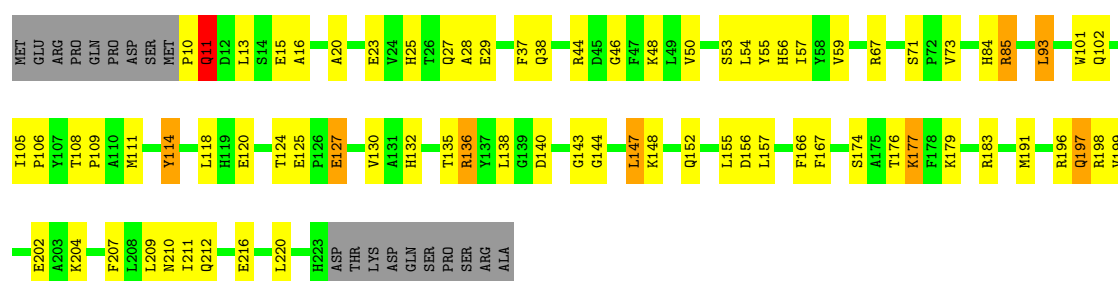 MET GLU ARG PRO GLN PRO ASP SER MET P10 Q11 D12 L13 S14 E15 A16 A20 E23 V24 H25 T26 Q27 A28 E29 F37 Q38 R44 D45 G46 F47 K48 L49 V50 S53 L54 Y55 H56 I57 Y58 V59 R67 S71 P72 V73 H84 R85 L93 W101 Q102
I105 P106 Y107 T108 P109 A110 M111 Y114 L118 H119 E120 T124 E125 P126 E127 V130 A131 H132 T135 R136 Y137 L138 G139 D140 G143 G144 L147 K148 Q152 L155 D156 L157 F166 F167 S174 A175 T176 K177 F178 K179 R183 M191 R196 Q197 R198
E202 A203 K204 F207 L208 L209 N210 I211 Q212 E216 L220 H223 ASP THR LYS ASP GLN SER PRO SER ARG ALA